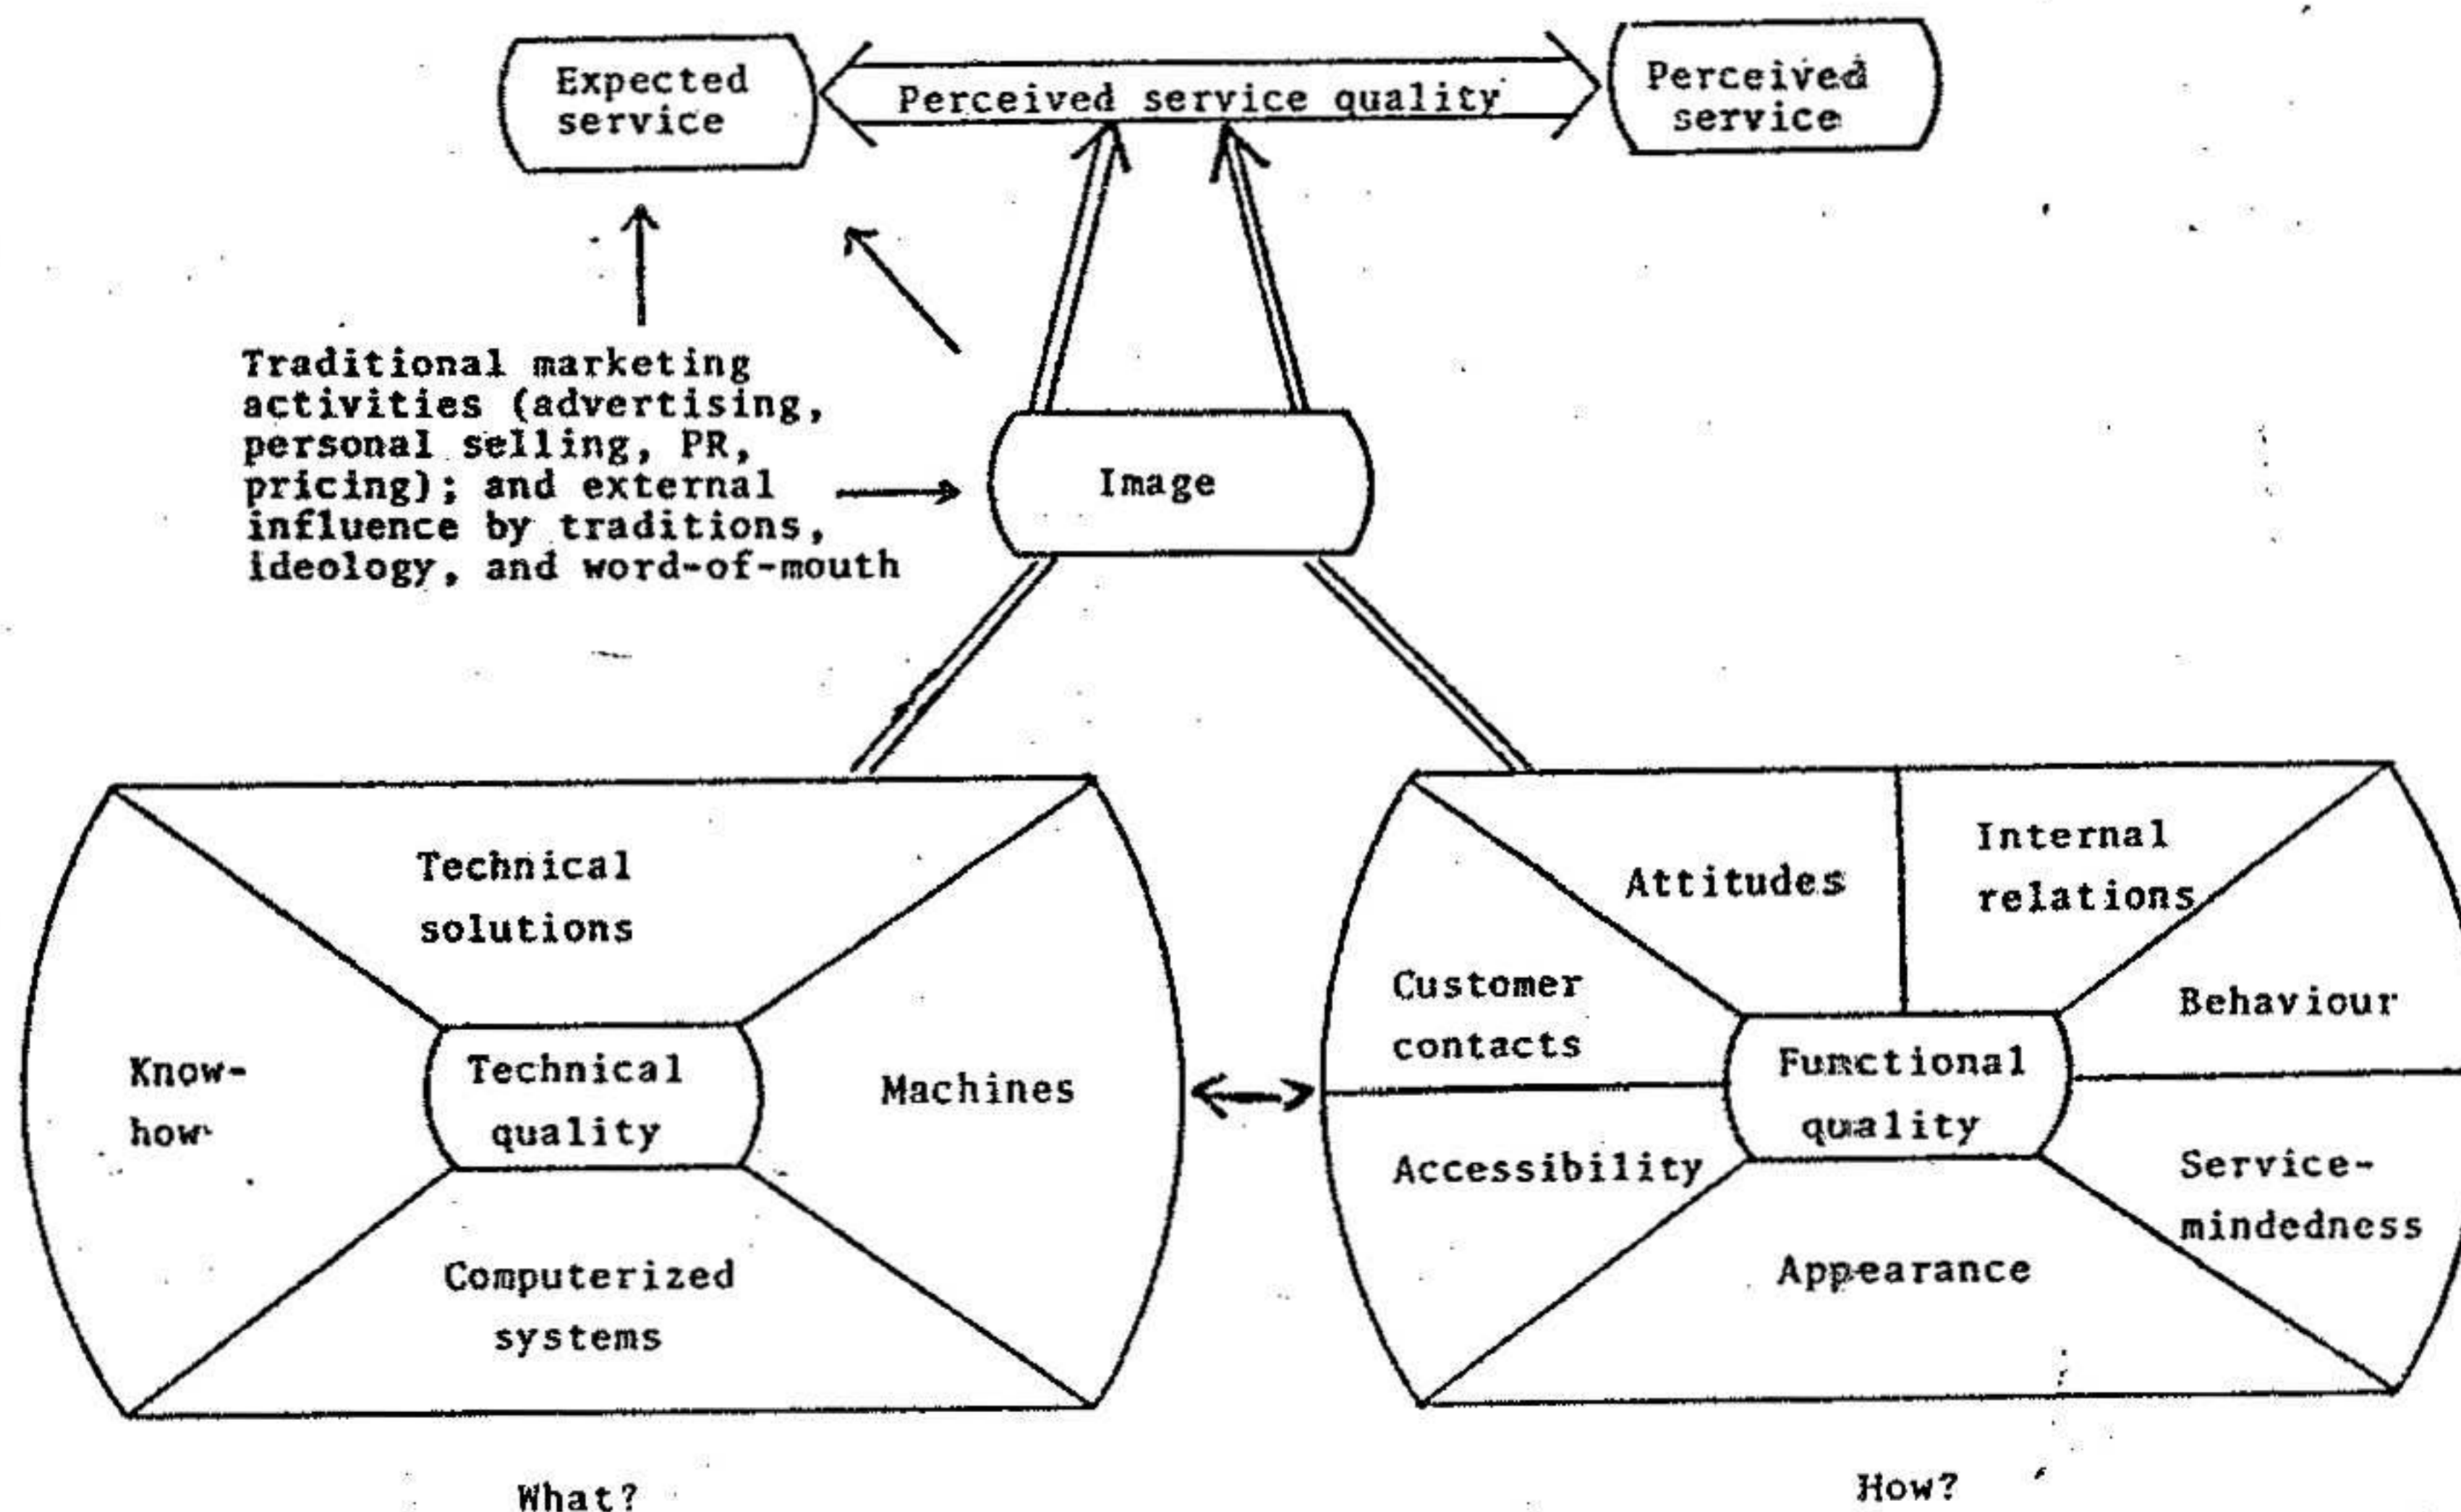 Expected
service
Perceived service quality
Perceived
service
Traditional marketing
activities (advertising,
personal selling, PR,
pricing); and external
influence by traditions,
ideology, and word-of-mouth
Image
Technical
solutions
Know-
how
Technical
quality
Machines
Computerized
systems
What?
Attitudes
Internal
relations
Customer
contacts
Behaviour
Functional
quality
Accessibility
Service-
mindedness
Appearance
How?